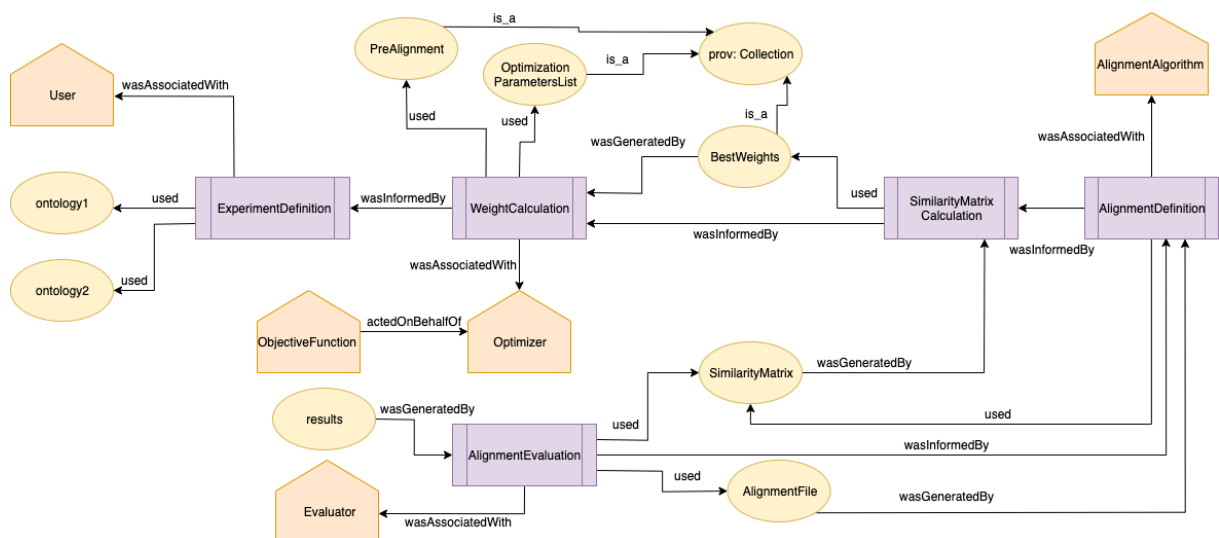 is_a
PreAlignment
is_a
prov: Collection
Optimization
ParametersList
AlignmentAlgorithm
User
wasAssociatedWith
used
used
is_a
wasGeneratedBy
BestWeights
wasAssociatedWith
ontology1
used
ExperimentDefinition
wasInformedBy
WeightCalculation
used
SimilarityMatrix
Calculation
AlignmentDefinition
wasInformedBy
wasInformedBy
ontology2
used
wasAssociatedWith
actedOnBehalfOf
ObjectiveFunction
Optimizer
SimilarityMatrix
wasGeneratedBy
results
wasGeneratedBy
used
used
AlignmentEvaluation
wasInformedBy
used
AlignmentFile
wasGeneratedBy
Evaluator
wasAssociatedWith